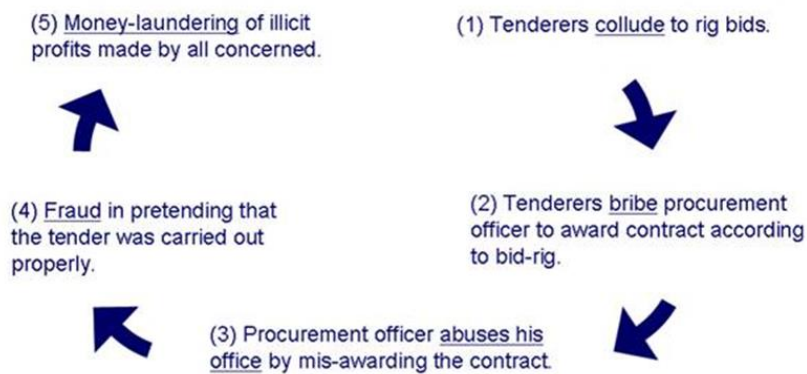 (1) Tenderers collude to rig bids.
(2) Tenderers bribe procurement
officer to award contract according
to bid-rig.
(3) Procurement officer abuses his
office by mis-awarding the contract.
(4) Fraud in pretending that
the tender was carried out
properly.
(5) Money-laundering of illicit
profits made by all concerned.